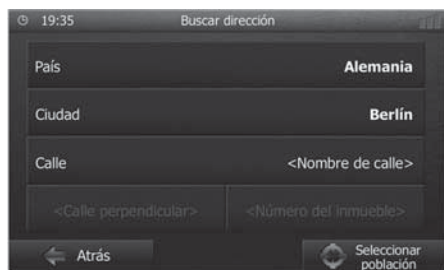 19:35 Buscar dirección
País Alemania
Ciudad Berlín
Calle <Nombre de calle>
<Calle perpendicular> <Número del inmueble>
Atrás Seleccionar
población